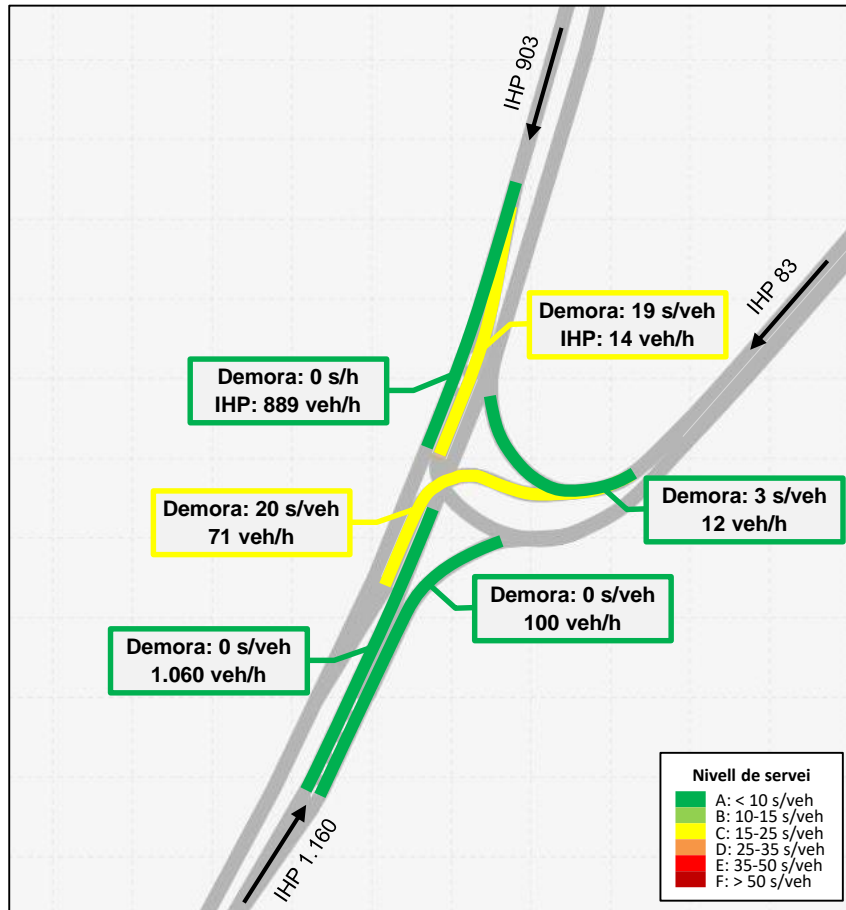 IHP 903
IHP 83
Demora: 19 s/veh
IHP: 14 veh/h
Demora: 0 s/h
IHP: 889 veh/h
Demora: 20 s/veh
71 veh/h
Demora: 3 s/veh
12 veh/h
Demora: 0 s/veh
100 veh/h
Demora: 0 s/veh
1.060 veh/h
IHP 1.160
Nivell de servei
A: < 10 s/veh
B: 10-15 s/veh
C: 15-25 s/veh
D: 25-35 s/veh
E: 35-50 s/veh
F: > 50 s/veh